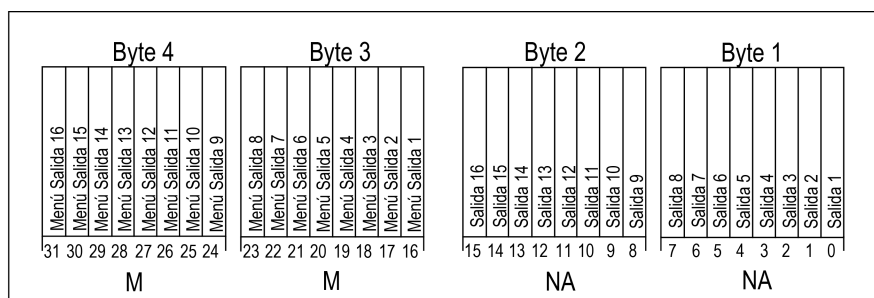 Byte 4
Byte 3
Byte 2
Byte 1
Menú Salida 16
Menú Salida 15
Menú Salida 14
Menú Salida 13
Menú Salida 12
Menú Salida 11
Menú Salida 10
Menú Salida 9
Menú Salida 8
Menú Salida 7
Menú Salida 6
Menú Salida 5
Menú Salida 4
Menú Salida 3
Menú Salida 2
Menú Salida 1
Salida 16
Salida 15
Salida 14
Salida 13
Salida 12
Salida 11
Salida 10
Salida 9
Salida 8
Salida 7
Salida 6
Salida 5
Salida 4
Salida 3
Salida 2
Salida 1
31 30 29 28 27 26 25 24 23 22 21 20 19 18 17 16 15 14 13 12 11 10 9 8 7 6 5 4 3 2 1 0
M M NA NA